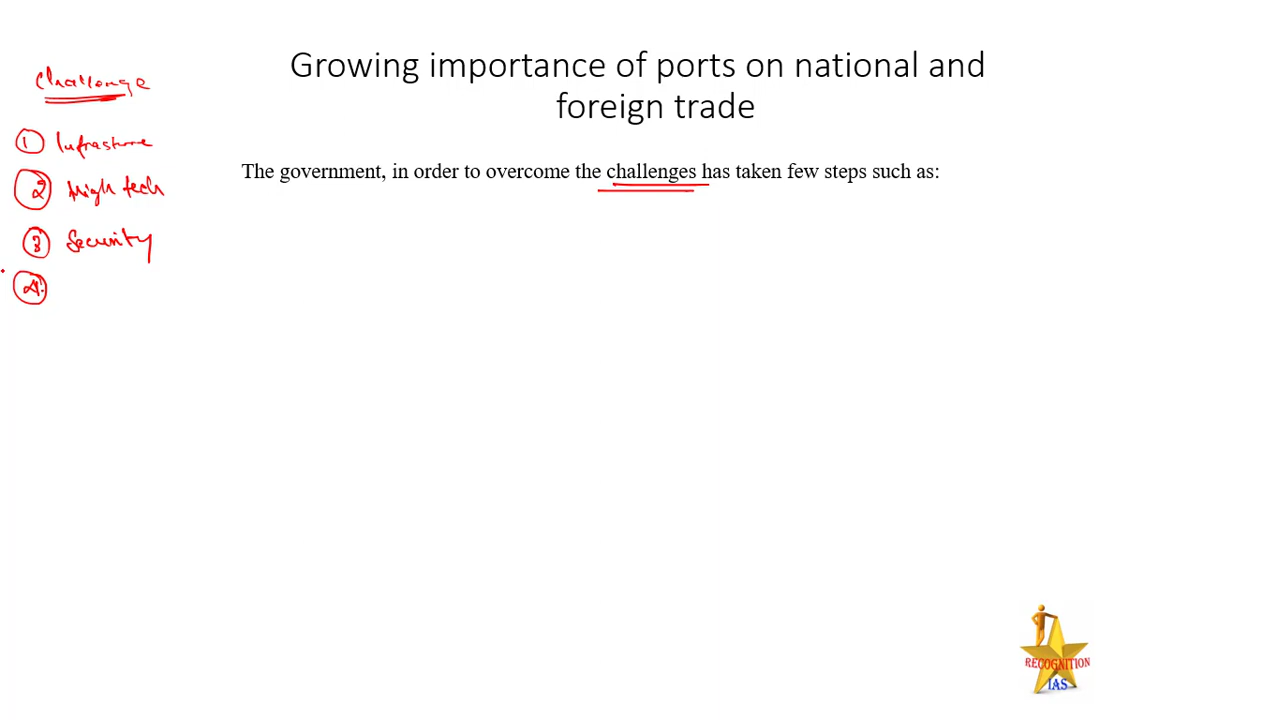 Growing importance of ports on national and
foreign trade
The government, in order to overcome the challenges has taken few steps such as:
Challenge
1 Infrasture
2 High tech
3 Security
4
RECOGNITION
IAS